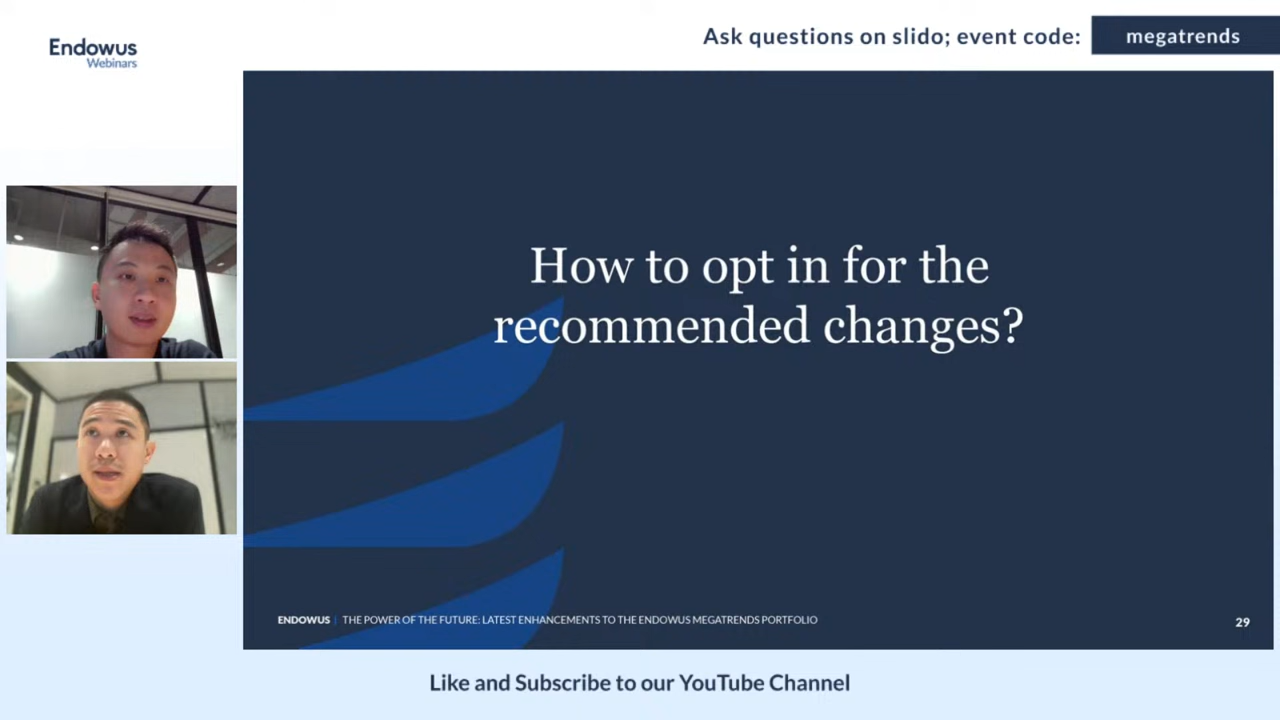 Endowus
Webinars
Ask questions on slido; event code: megatrends
How to opt in for the
recommended changes?
ENDOWUS | THE POWER OF THE FUTURE: LATEST ENHANCEMENTS TO THE ENDOWUS MEGATRENDS PORTFOLIO
29
Like and Subscribe to our YouTube Channel